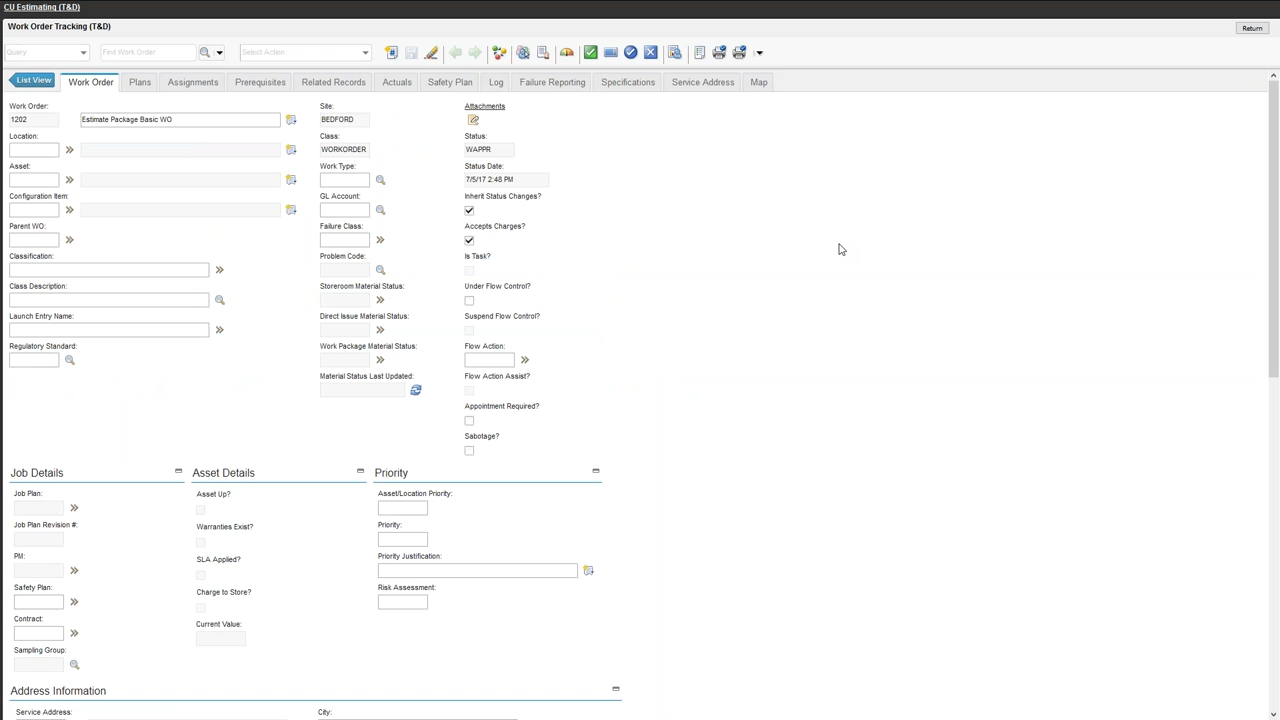 CU Estimating (T&D)
Work Order Tracking (T&D)
Return
Query
Find Work Order
Select Action
List View
Work Order
Plans
Assignments
Prerequisites
Related Records
Actuals
Safety Plan
Log
Failure Reporting
Specifications
Service Address
Map
Work Order:
1202
Estimate Package Basic WO
Location:
Asset:
Configuration Item:
Parent WO:
Classification:
Class Description:
Launch Entry Name:
Regulatory Standard:
Site:
BEDFORD
Class:
WORKORDER
Work Type:
GL Account:
Failure Class:
Problem Code:
Storeroom Material Status:
Direct Issue Material Status:
Work Package Material Status:
Material Status Last Updated:
Attachments
Status:
WAPPR
Status Date:
7/5/17 2:48 PM
Inherit Status Changes?
Accepts Charges?
Is Task?
Under Flow Control?
Suspend Flow Control?
Flow Action:
Flow Action Assist?
Appointment Required?
Sabotage?
Job Details
Job Plan:
Job Plan Revision #:
PM:
Safety Plan:
Contract:
Sampling Group:
Asset Details
Asset Up?
Warranties Exist?
SLA Applied?
Charge to Store?
Current Value:
Priority
Asset/Location Priority:
Priority:
Priority Justification:
Risk Assessment:
Address Information
Service Address:
City: